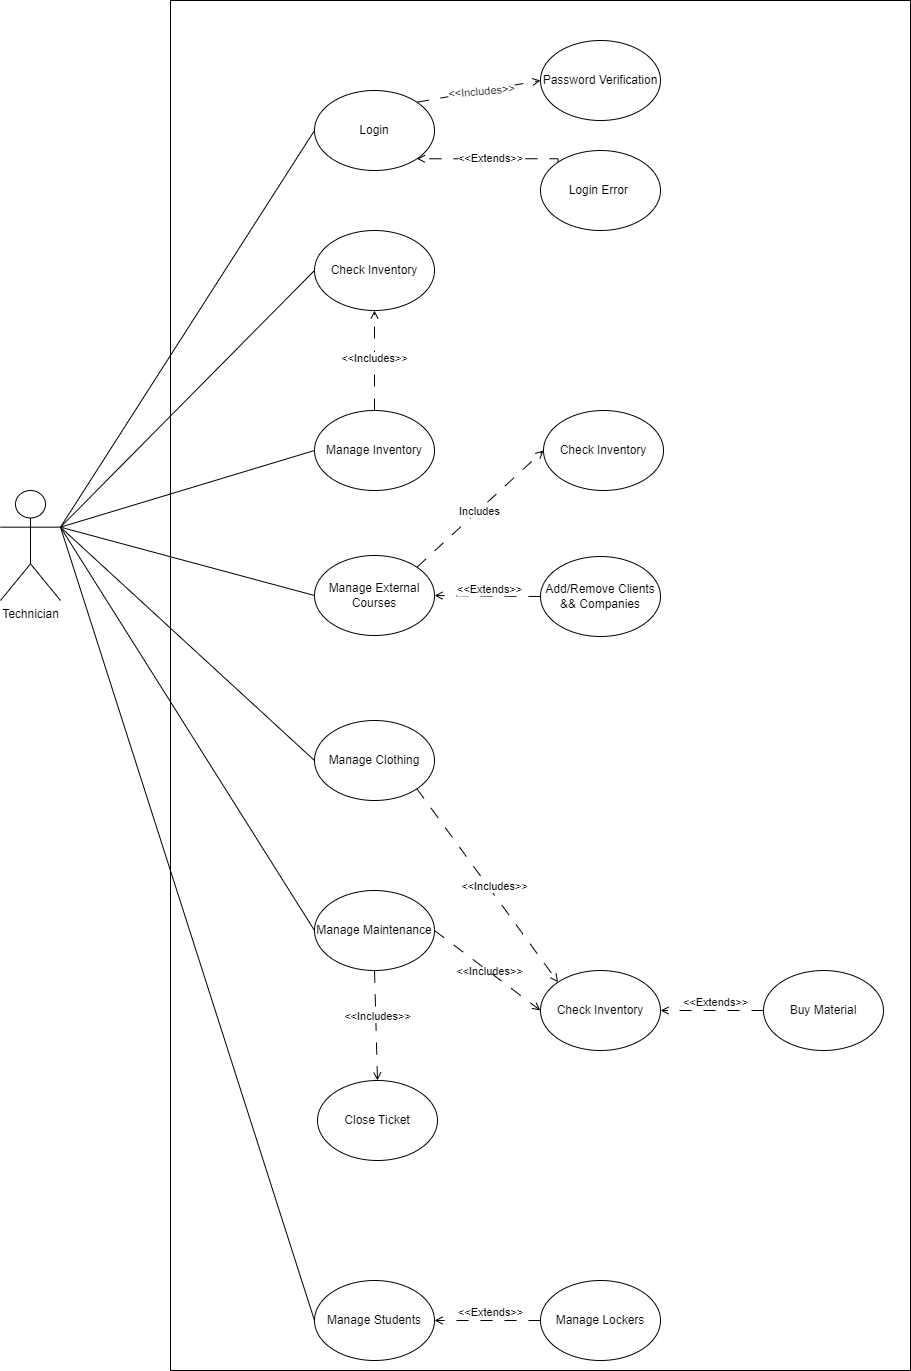 Password Verification
<<Includes>>
Login
<<Extends>>
Login Error
Check Inventory
<<Includes>>
Manage Inventory
Check Inventory
Includes
Technician
Manage External
Courses
<<Extends>>
Add/Remove Clients
&& Companies
Manage Clothing
<<Includes>>
Manage Maintenance
<<Includes>>
Check Inventory
<<Extends>>
Buy Material
<<Includes>>
Close Ticket
Manage Students
<<Extends>>
Manage Lockers